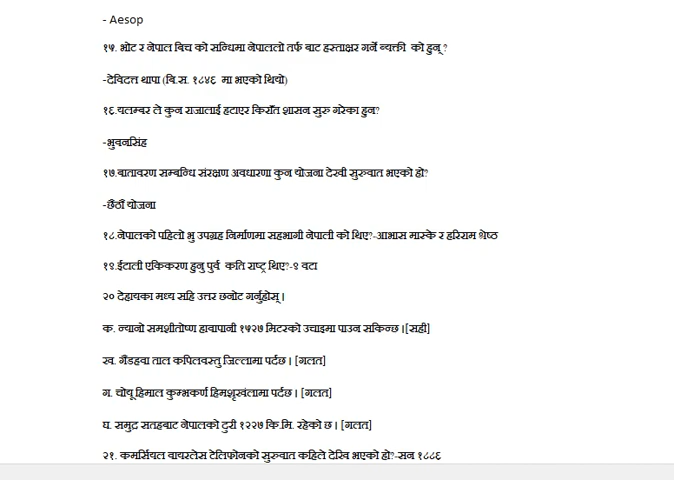 - Aesop
१५. भोट र नेपाल बिच को सन्धिमा नेपालले तर्फ बाट हस्ताक्षर गर्ने ब्यक्ती को हुन् ?
-देविदत्त थापा (बि.स. १८४६ मा भएको थियो)
१६.यलम्बर ले कुन राजालाई हटाएर किराँत शासन सुरु गरेका हुन?
-भुवनसिंह
१७.बातावरण सम्बन्धि संरक्षण अवधारणा कुन योजना देखी सुरुवात भएको हो?
-छैठौँ योजना
१८.नेपालको पहिलो भु उपग्रह निर्माणमा सहभागी नेपाली को थिए?-आभास मास्के र हरिराम श्रेष्ठ
१९.ईटाली एकिकरण हुनु पुर्व कति राष्ट्र थिए?-९ वटा
२० देहायका मध्य सहि उत्तर छनोट गर्नुहोस् ।
क. न्यानो समशीतोष्ण हावापानी १५२७ मिटरको उचाइमा पाउन सकिन्छ ।[सही]
ख. गैंडहवा ताल कपिलवस्तु जिल्लामा पर्दछ । [गलत]
ग. चोयू हिमाल कुम्भकर्ण हिमशृखंलामा पर्दछ । [गलत]
घ. समुद्र सतहबाट नेपालको दुरी १२२७ कि.मि. रहेको छ । [गलत]
२१. कमर्सियल वायरलेस टेलिफोनको सुरुवात कहिले देखि भएको हो?-सन १८८६